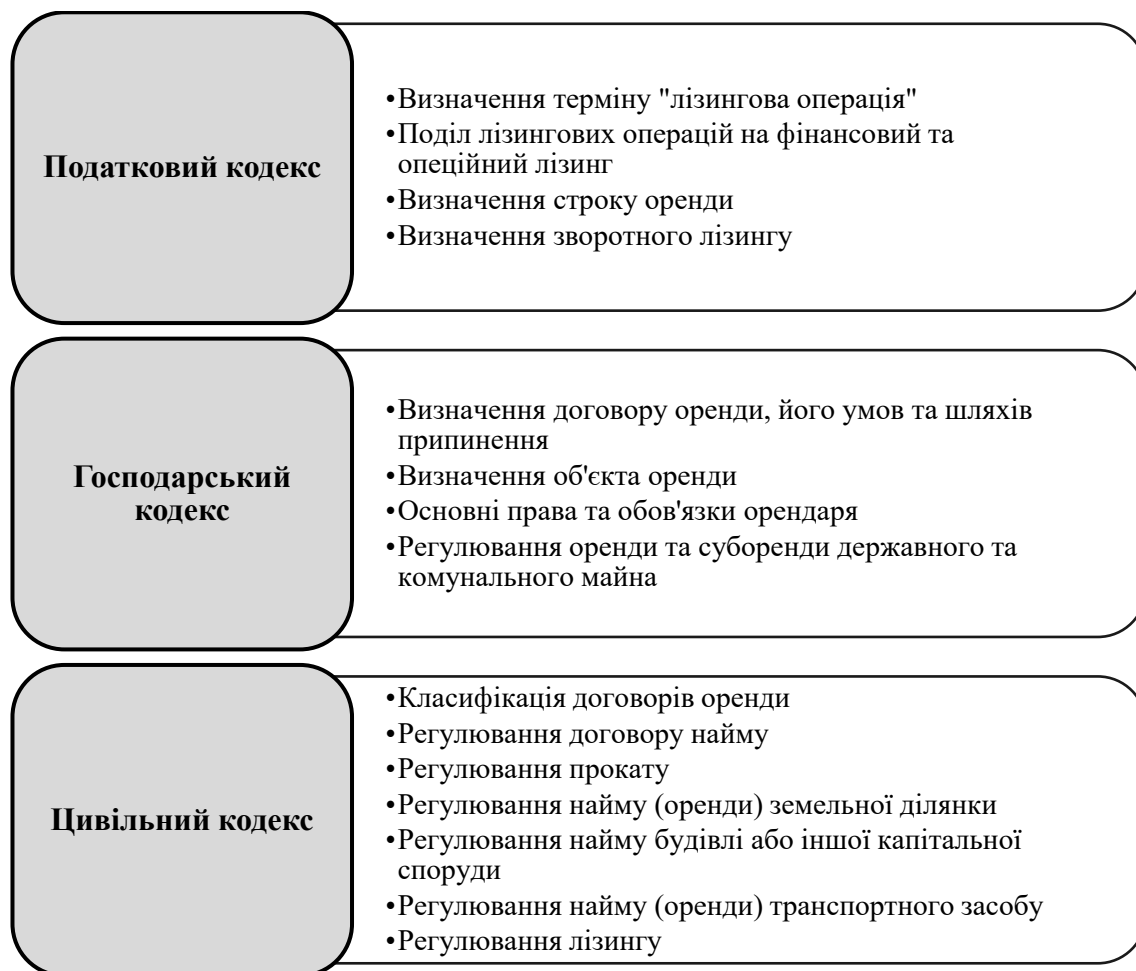 Податковий кодекс
•Визначення терміну "лізингова операція"
•Поділ лізингових операцій на фінансовий та
опеційний лізинг
•Визначення строку оренди
•Визначення зворотного лізингу
Господарський
кодекс
•Визначення договору оренди, його умов та шляхів
припинення
•Визначення об'єкта оренди
•Основні права та обов'язки орендаря
•Регулювання оренди та суборенди державного та
комунального майна
Цивільний кодекс
•Класифікація договорів оренди
•Регулювання договору найму
•Регулювання прокату
•Регулювання найму (оренди) земельної ділянки
•Регулювання найму будівлі або іншої капітальної
споруди
•Регулювання найму (оренди) транспортного засобу
•Регулювання лізингу